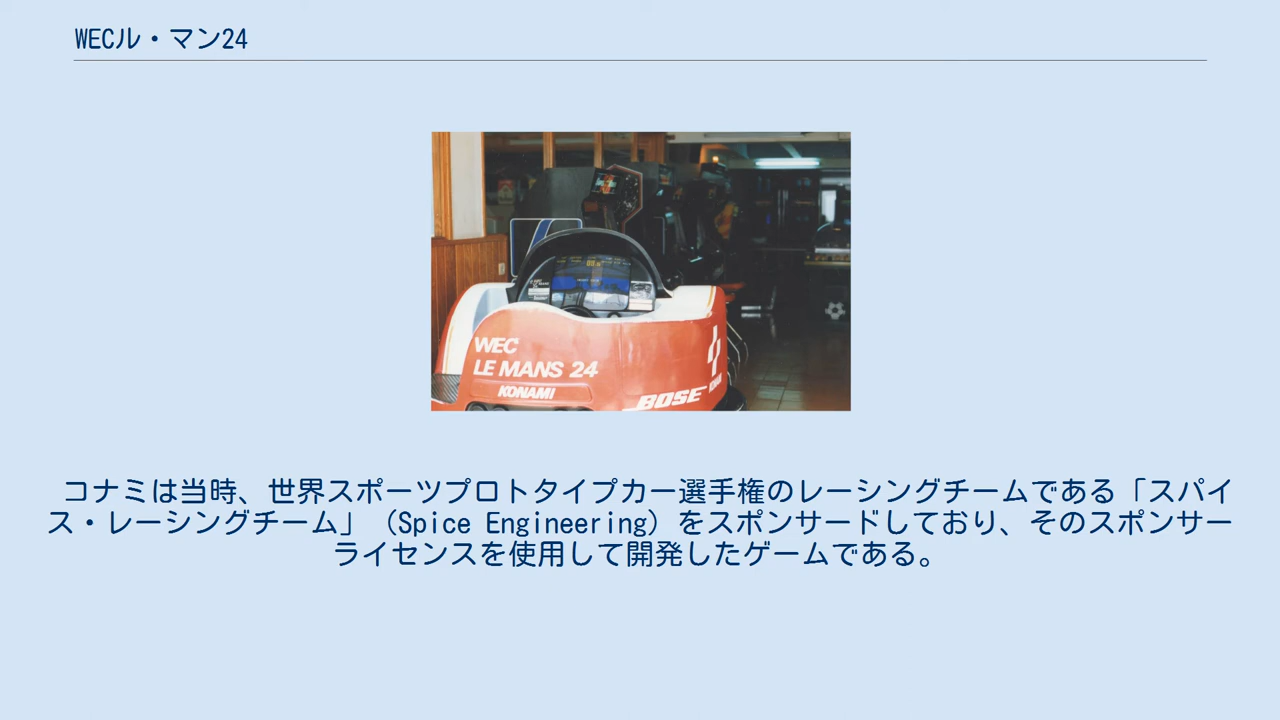 WECル・マン24
WEC
LE MANS 24
KONAMI
BOSE
コナミは当時、世界スポーツプロトタイプカー選手権のレーシングチームである「スパイ
ス・レーシングチーム」（Spice Engineering）をスポンサードしており、そのスポンサー
ライセンスを使用して開発したゲームである。